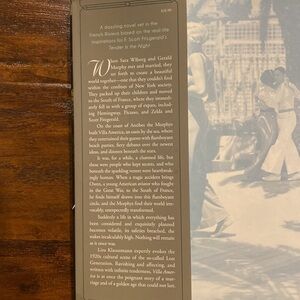 A dazzling novel set in the
French Riviera based on the real-life
inspirations for F. Scott Fitzgerald's
Tender Is the Night
When Sara Wiborg and Gerald
Murphy met and married, they
set forth to create a beautiful
world together—one that they couldn't find
within the confines of New York society.
They packed up their children and moved
to the South of France, where they immedi-
ately fell in with a group of expats, includ-
ing Hemingway, Picasso, and Zelda and
Scott Fitzgerald.
On the coast of Antibes the Murphys
built Villa America, an oasis by the sea, where
they entertained their guests with flamboyant
beach parties, fiery debates over the newest
ideas, and dinners beneath the stars.
It was, for a while, a charmed life, but
these were people who kept secrets, and who
beneath the sparkling veneer were heartbreak-
ingly human. When a tragic accident brings
Owen, a young American aviator who fought
in the Great War, to the South of France,
he finds himself drawn into this flamboyant
circle, and the Murphys find their world irre-
vocably, unexpectedly transformed.
Suddenly a life in which everything has
been considered and exquisitely planned
becomes volatile, its safeties breached, the
stakes incalculably high. Nothing will remain
as it once was.
Liza Klaussmann expertly evokes the
1920s cultural scene of the so-called Lost
Generation. Ravishing and affecting, and
written with infinite tenderness, Villa Amer-
ica is at once the poignant story of a mar-
riage and of a golden age that could not last.